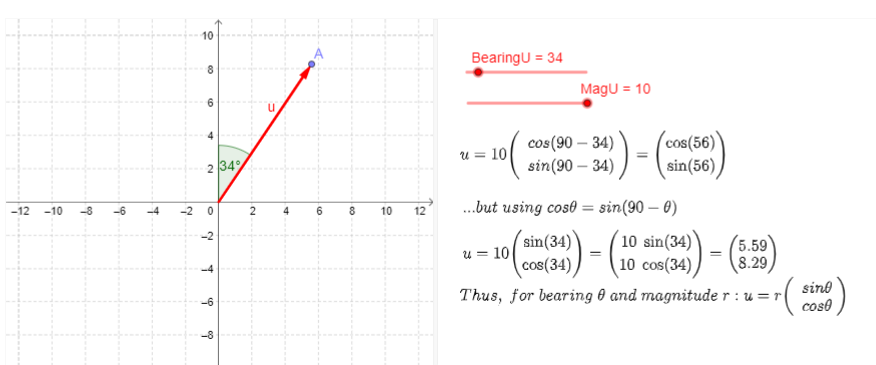 10
8
6
4
2
0
−2
−4
−6
−8
−12 −10 −8 −6 −4 −2 2 4 6 8 10 12
A
u
34°
BearingU = 34
MagU = 10
u = 10 ( cos(90 − 34) sin(90 − 34) ) = ( cos(56) sin(56) )
...but using cosθ = sin(90 − θ)
u = 10 ( sin(34) cos(34) ) = ( 10 sin(34) 10 cos(34) ) = ( 5.59 8.29 )
Thus, for bearing θ and magnitude r : u = r ( sinθ cosθ )